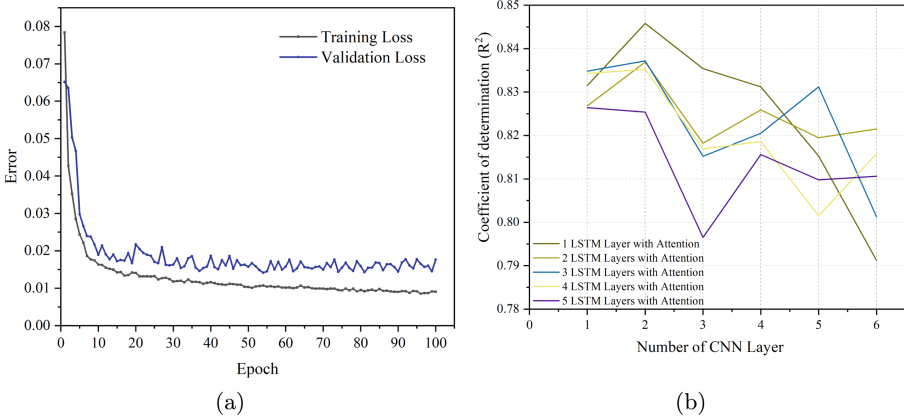 (a)
0.08
0.07
0.06
0.05
0.04
0.03
0.02
0.01
0.00
Error
Training Loss
Validation Loss
0 10 20 30 40 50 60 70 80 90 100
Epoch
(b)
0.85
0.84
0.83
0.82
0.81
0.80
0.79
0.78
Coefficient of determination (R²)
1 LSTM Layer with Attention
2 LSTM Layers with Attention
3 LSTM Layers with Attention
4 LSTM Layers with Attention
5 LSTM Layers with Attention
0 1 2 3 4 5 6
Number of CNN Layer